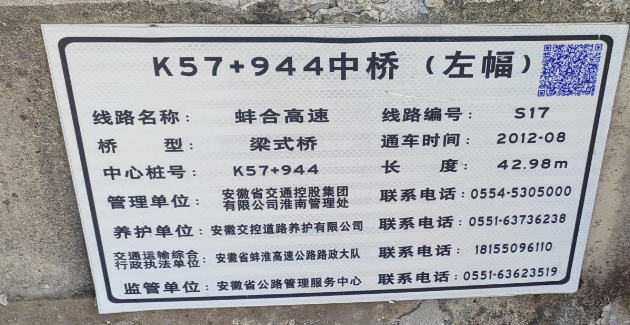 K57+944中桥（左幅）
线路名称： 蚌合高速 线路编号： S17
桥 型： 梁式桥 通车时间： 2012-08
中心桩号： K57+944 长 度： 42.98m
管理单位： 安徽省交通控股集团有限公司淮南管理处 联系电话： 0554-5305000
养护单位： 安徽交控道路养护有限公司 联系电话： 0551-63736238
交通运输综合行政执法单位： 安徽省蚌淮高速公路路政大队 联系电话： 18155096110
监管单位： 安徽省公路管理服务中心 联系电话： 0551-63623519